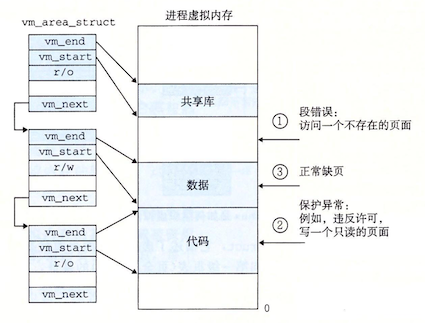 vm_area_struct
进程虚拟内存
vm_end
vm_start
r/o
vm_next
共享库
① 段错误:
访问一个不存在的页面
vm_end
vm_start
r/w
vm_next
数据
③ 正常缺页
vm_end
vm_start
r/o
vm_next
代码
② 保护异常:
例如,违反许可,
写一个只读的页面
0